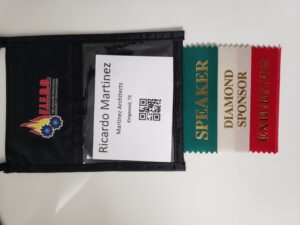 F.I.E.R.O.
Ricardo Martinez
Martinez Architects
Kingwood, TX
SPEAKER
DIAMOND
SPONSOR
EXHIBITOR